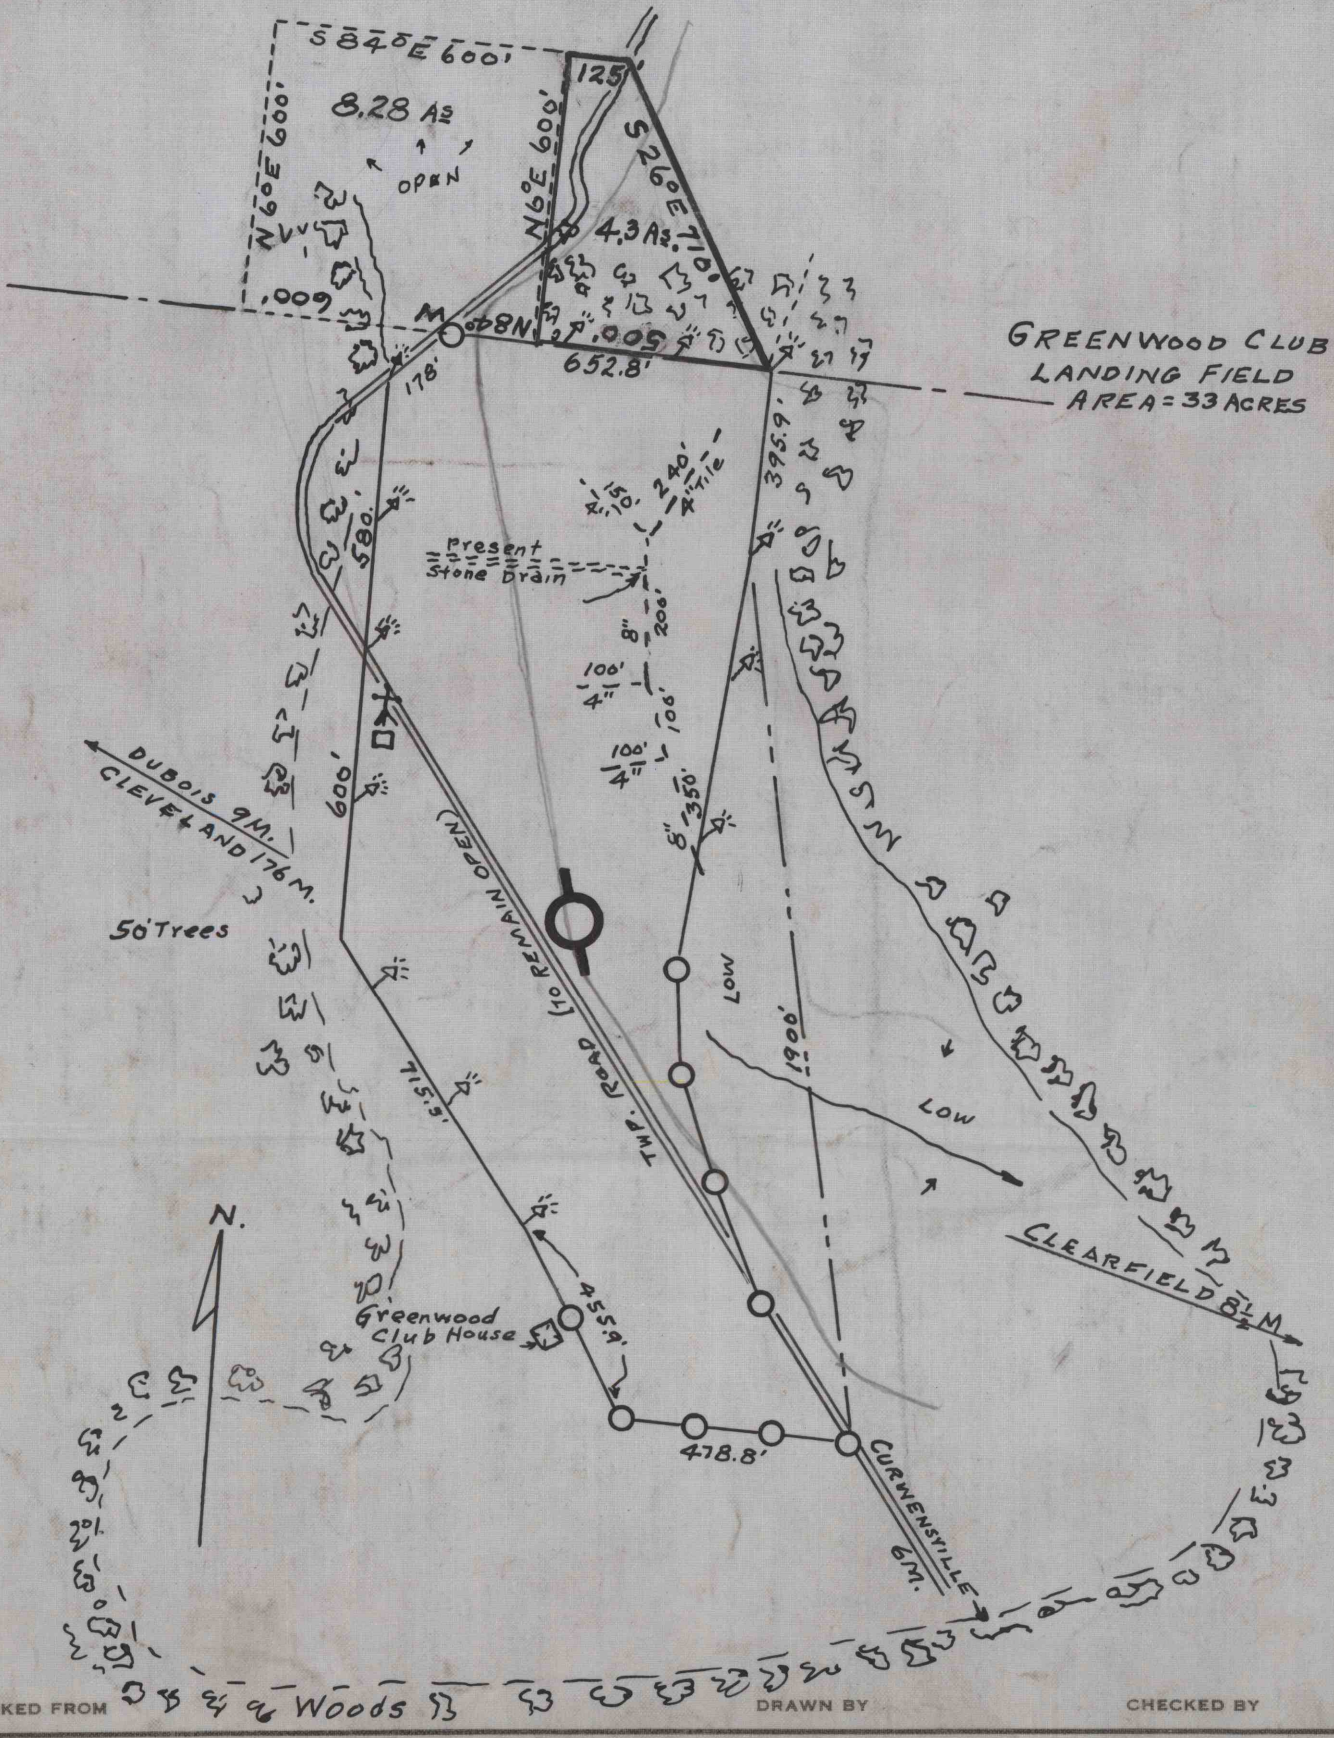 S 84° E 600'
125'
8.28 As
N 6° E 600'
N 6° E 600'
S 26° E 710'
OPEN
4.3 As.
600'
M
N 84°
500'
652.8'
178'
GREENWOOD CLUB
LANDING FIELD
AREA = 33 ACRES
395.9'
240'
4" Tile
150'
580'
Present
Stone Drain
8"
200'
100'
4"
100'
100'
4"
DUBOIS 9M.
CLEVELAND 176 M.
600'
8"
350'
50' Trees
TWP. ROAD (TO REMAIN OPEN)
LOW
1900'
LOW
715.5'
N.
CLEARFIELD 8½ M
Greenwood
Club House
455.9'
478.8'
CURWENSVILLE
6M.
Woods
KED FROM
DRAWN BY
CHECKED BY